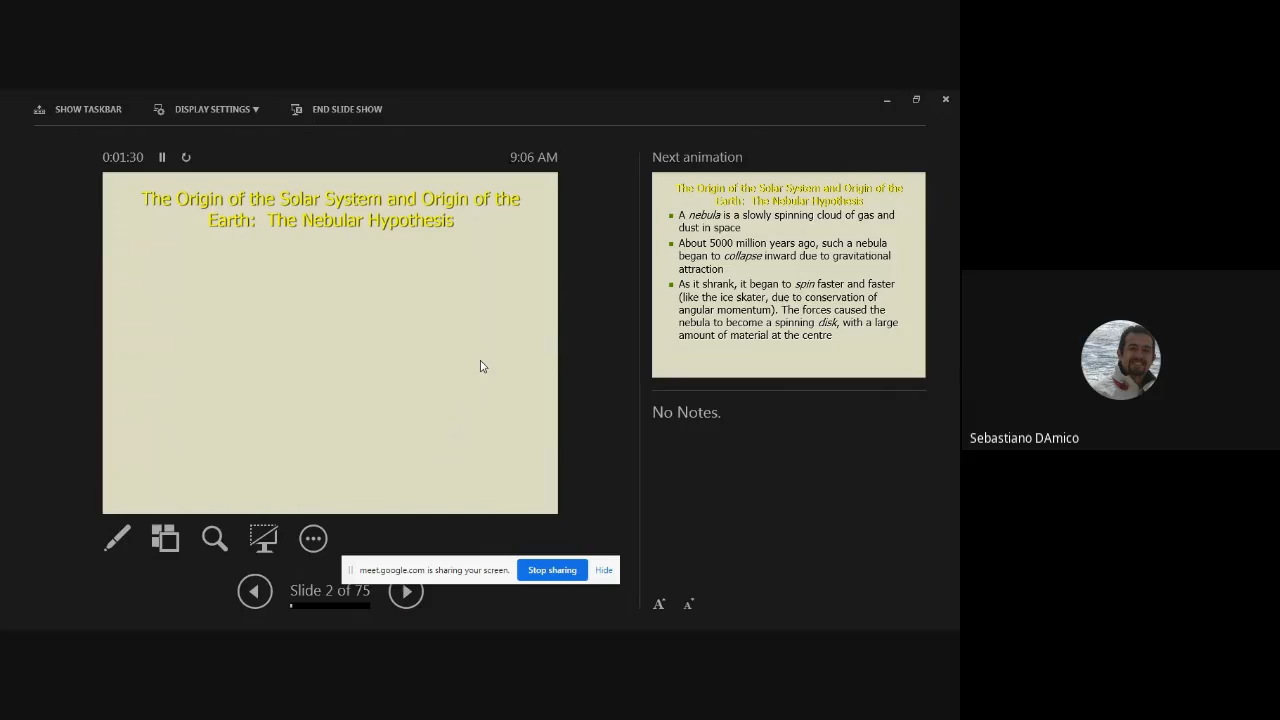 SHOW TASKBAR
DISPLAY SETTINGS ▼
END SLIDE SHOW
0:01:30
9:06 AM
The Origin of the Solar System and Origin of the
Earth: The Nebular Hypothesis
Next animation
The Origin of the Solar System and Origin of the
Earth: The Nebular Hypothesis
A nebula is a slowly spinning cloud of gas and
dust in space
About 5000 million years ago, such a nebula
began to collapse inward due to gravitational
attraction
As it shrank, it began to spin faster and faster
(like the ice skater, due to conservation of
angular momentum). The forces caused the
nebula to become a spinning disk, with a large
amount of material at the centre
No Notes.
meet.google.com is sharing your screen.
Stop sharing
Hide
Slide 2 of 75
A
A
Sebastiano DAmico